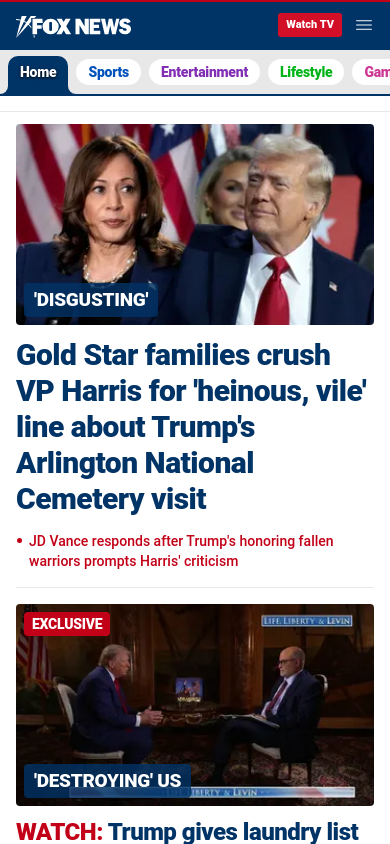 FOX NEWS
Watch TV
Home Sports Entertainment Lifestyle Gam
'DISGUSTING'
Gold Star families crush
VP Harris for 'heinous, vile'
line about Trump's
Arlington National
Cemetery visit
• JD Vance responds after Trump's honoring fallen
warriors prompts Harris' criticism
EXCLUSIVE
LIFE, LIBERTY & LEVIN
'DESTROYING' US
LIBERTY & LEVIN
WATCH: Trump gives laundry list